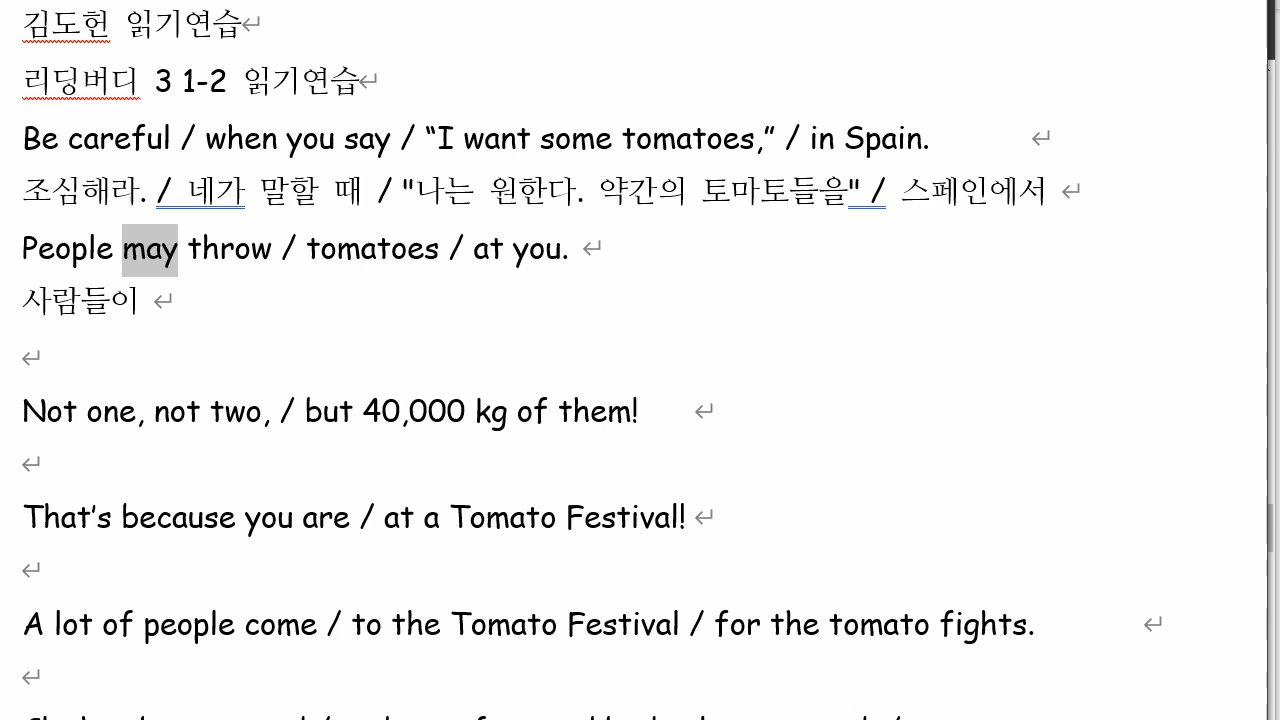 김도헌 읽기연습
리딩버디 3 1-2 읽기연습
Be careful / when you say / “I want some tomatoes,” / in Spain.
조심해라. / 네가 말할 때 / "나는 원한다. 약간의 토마토들을" / 스페인에서
People may throw / tomatoes / at you.
사람들이
Not one, not two, / but 40,000 kg of them!
That’s because you are / at a Tomato Festival!
A lot of people come / to the Tomato Festival / for the tomato fights.